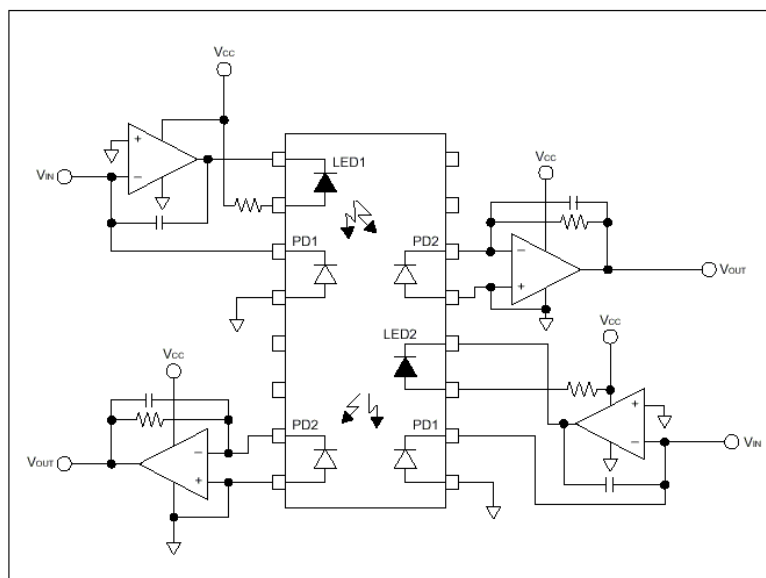 VCC
+
−
VIN
LED1
PD1
PD2
VCC
−
+
VOUT
LED2
VCC
+
−
VIN
VCC
VOUT
−
+
PD2
PD1